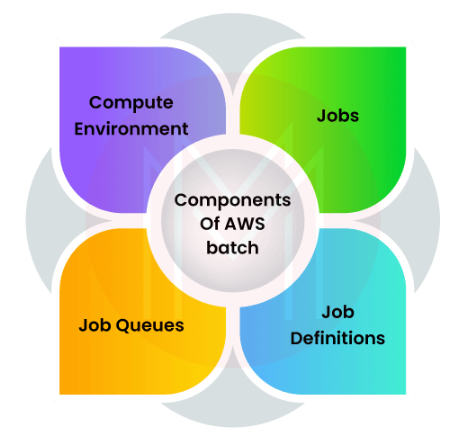 Compute
Environment
Jobs
Components
Of AWS
batch
Job Queues
Job
Definitions